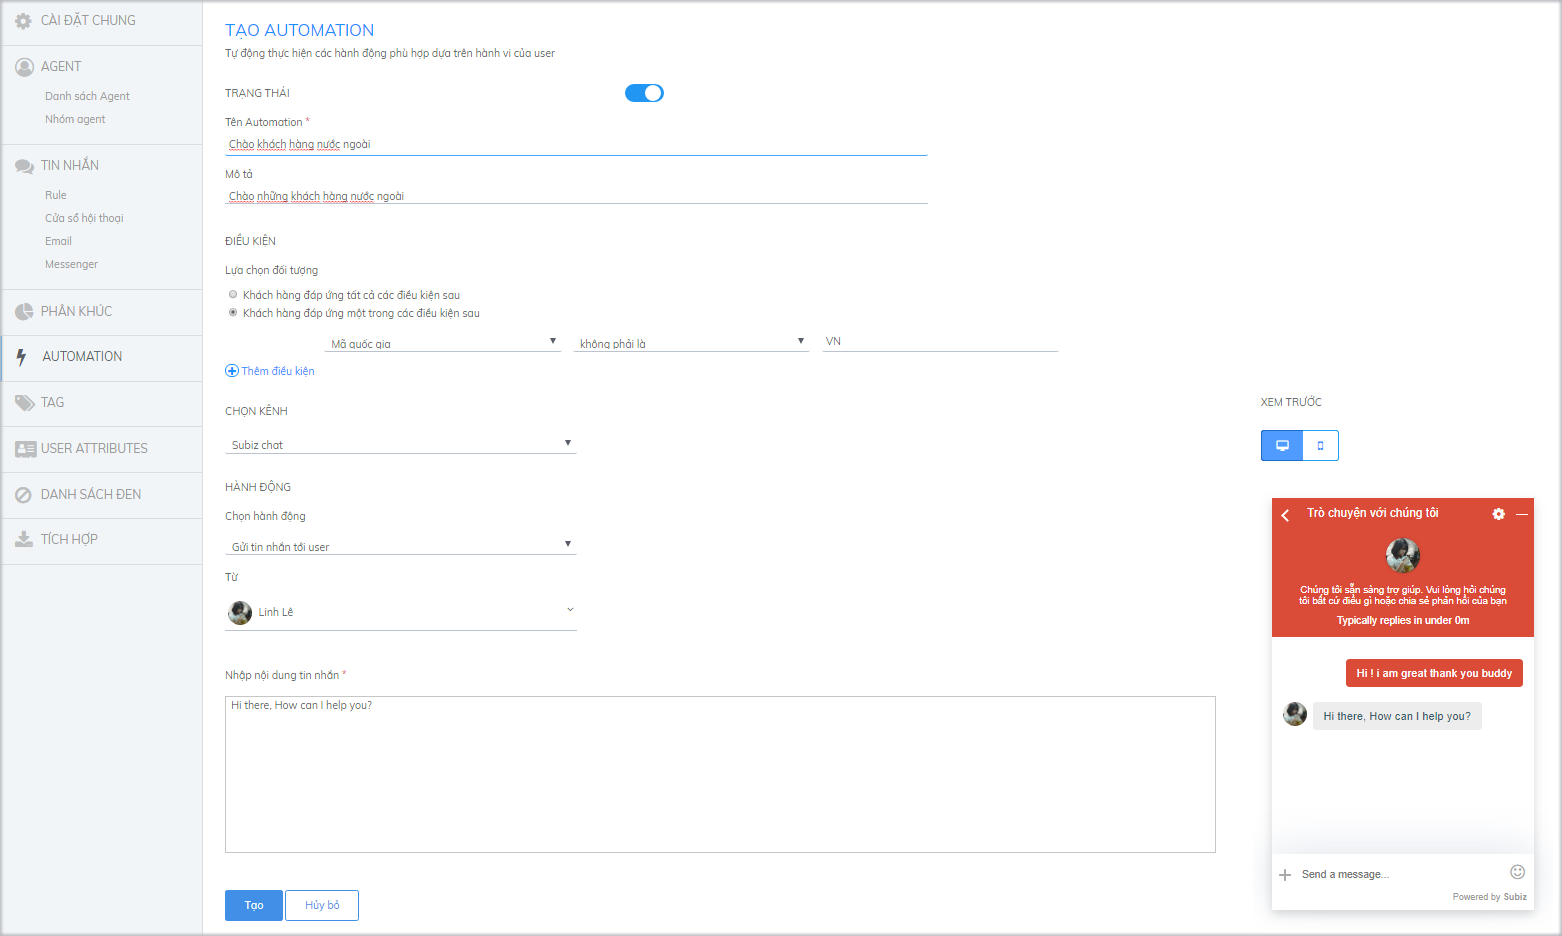 CÀI ĐẶT CHUNG
AGENT
Danh sách Agent
Nhóm agent
TIN NHẮN
Rule
Cửa sổ hội thoại
Email
Messenger
PHÂN KHÚC
AUTOMATION
TAG
USER ATTRIBUTES
DANH SÁCH ĐEN
TÍCH HỢP
TẠO AUTOMATION
Tự động thực hiện các hành động phù hợp dựa trên hành vi của user
TRẠNG THÁI
Tên Automation *
Chào khách hàng nước ngoài
Mô tả
Chào những khách hàng nước ngoài
ĐIỀU KIỆN
Lựa chọn đối tượng
Khách hàng đáp ứng tất cả các điều kiện sau
Khách hàng đáp ứng một trong các điều kiện sau
Mã quốc gia không phải là VN
Thêm điều kiện
CHỌN KÊNH
Subiz chat
HÀNH ĐỘNG
Chọn hành động
Gửi tin nhắn tới user
Từ
Linh Lê
Nhập nội dung tin nhắn *
Hi there, How can I help you?
Tạo Hủy bỏ
XEM TRƯỚC
Trò chuyện với chúng tôi
Chúng tôi sẵn sàng trợ giúp. Vui lòng hỏi chúng
tôi bất cứ điều gì hoặc chia sẻ phản hồi của bạn
Typically replies in under 0m
Hi ! i am great thank you buddy
Hi there, How can I help you?
Send a message...
Powered by Subiz